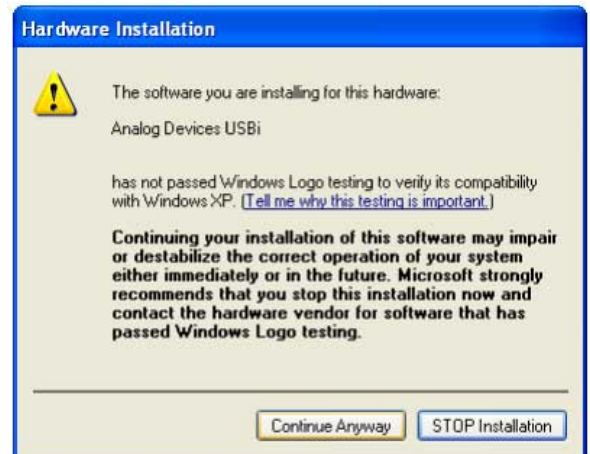 Hardware Installation
The software you are installing for this hardware:
Analog Devices USBi
has not passed Windows Logo testing to verify its compatibility
with Windows XP. (Tell me why this testing is important.)
Continuing your installation of this software may impair
or destabilize the correct operation of your system
either immediately or in the future. Microsoft strongly
recommends that you stop this installation now and
contact the hardware vendor for software that has
passed Windows Logo testing.
Continue Anyway STOP Installation